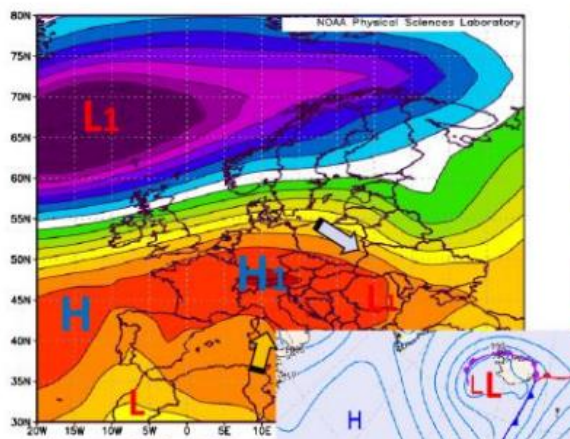 NOAA Physical Sciences Laboratory
80N
75N
70N
L1
65N
60N
55N
50N
H1
45N
H
L
40N
35N
L
LL
H
30N
20W 15W 10W 5W 0 5E 10E